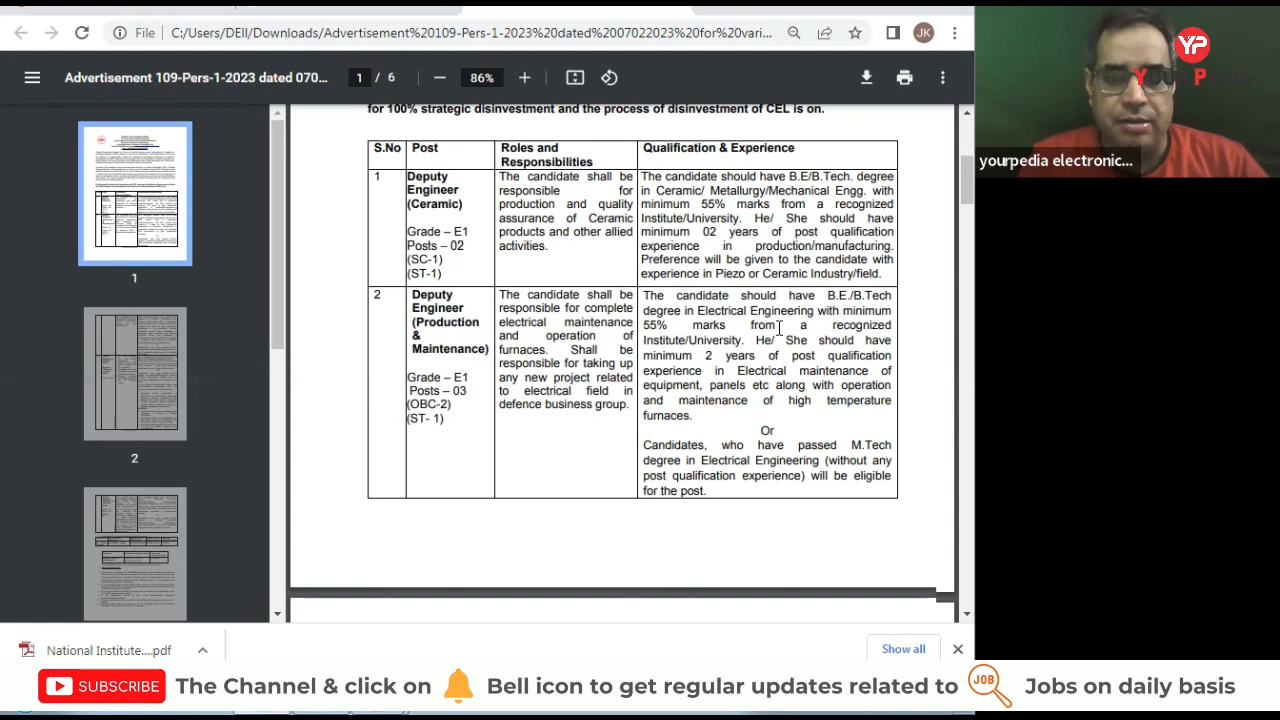 File
C:/Users/DEll/Downloads/Advertisement%20109-Pers-1-2023%20dated%2007022023%20for%20vari...
JK
Advertisement 109-Pers-1-2023 dated 070...
1 / 6
86%
for 100% strategic disinvestment and the process of disinvestment of CEL is on.
S.No
Post
Roles and
Responsibilities
Qualification & Experience
1
Deputy
Engineer
(Ceramic)
Grade – E1
Posts – 02
(SC-1)
(ST-1)
The candidate shall be
responsible for
production and quality
assurance of Ceramic
products and other allied
activities.
The candidate should have B.E/B.Tech. degree
in Ceramic/ Metallurgy/Mechanical Engg. with
minimum 55% marks from a recognized
Institute/University. He/ She should have
minimum 02 years of post qualification
experience in production/manufacturing.
Preference will be given to the candidate with
experience in Piezo or Ceramic Industry/field.
2
Deputy
Engineer
(Production
&
Maintenance)
Grade – E1
Posts – 03
(OBC-2)
(ST- 1)
The candidate shall be
responsible for complete
electrical maintenance
and operation of
furnaces. Shall be
responsible for taking up
any new project related
to electrical field in
defence business group.
The candidate should have B.E./B.Tech
degree in Electrical Engineering with minimum
55% marks from a recognized
Institute/University. He/ She should have
minimum 2 years of post qualification
experience in Electrical maintenance of
equipment, panels etc along with operation
and maintenance of high temperature
furnaces.
Or
Candidates, who have passed M.Tech
degree in Electrical Engineering (without any
post qualification experience) will be eligible
for the post.
1
2
YP
yourpedia electronic...
National Institute....pdf
Show all
SUBSCRIBE
The Channel & click on
Bell icon to get regular updates related to
JOB
Jobs on daily basis